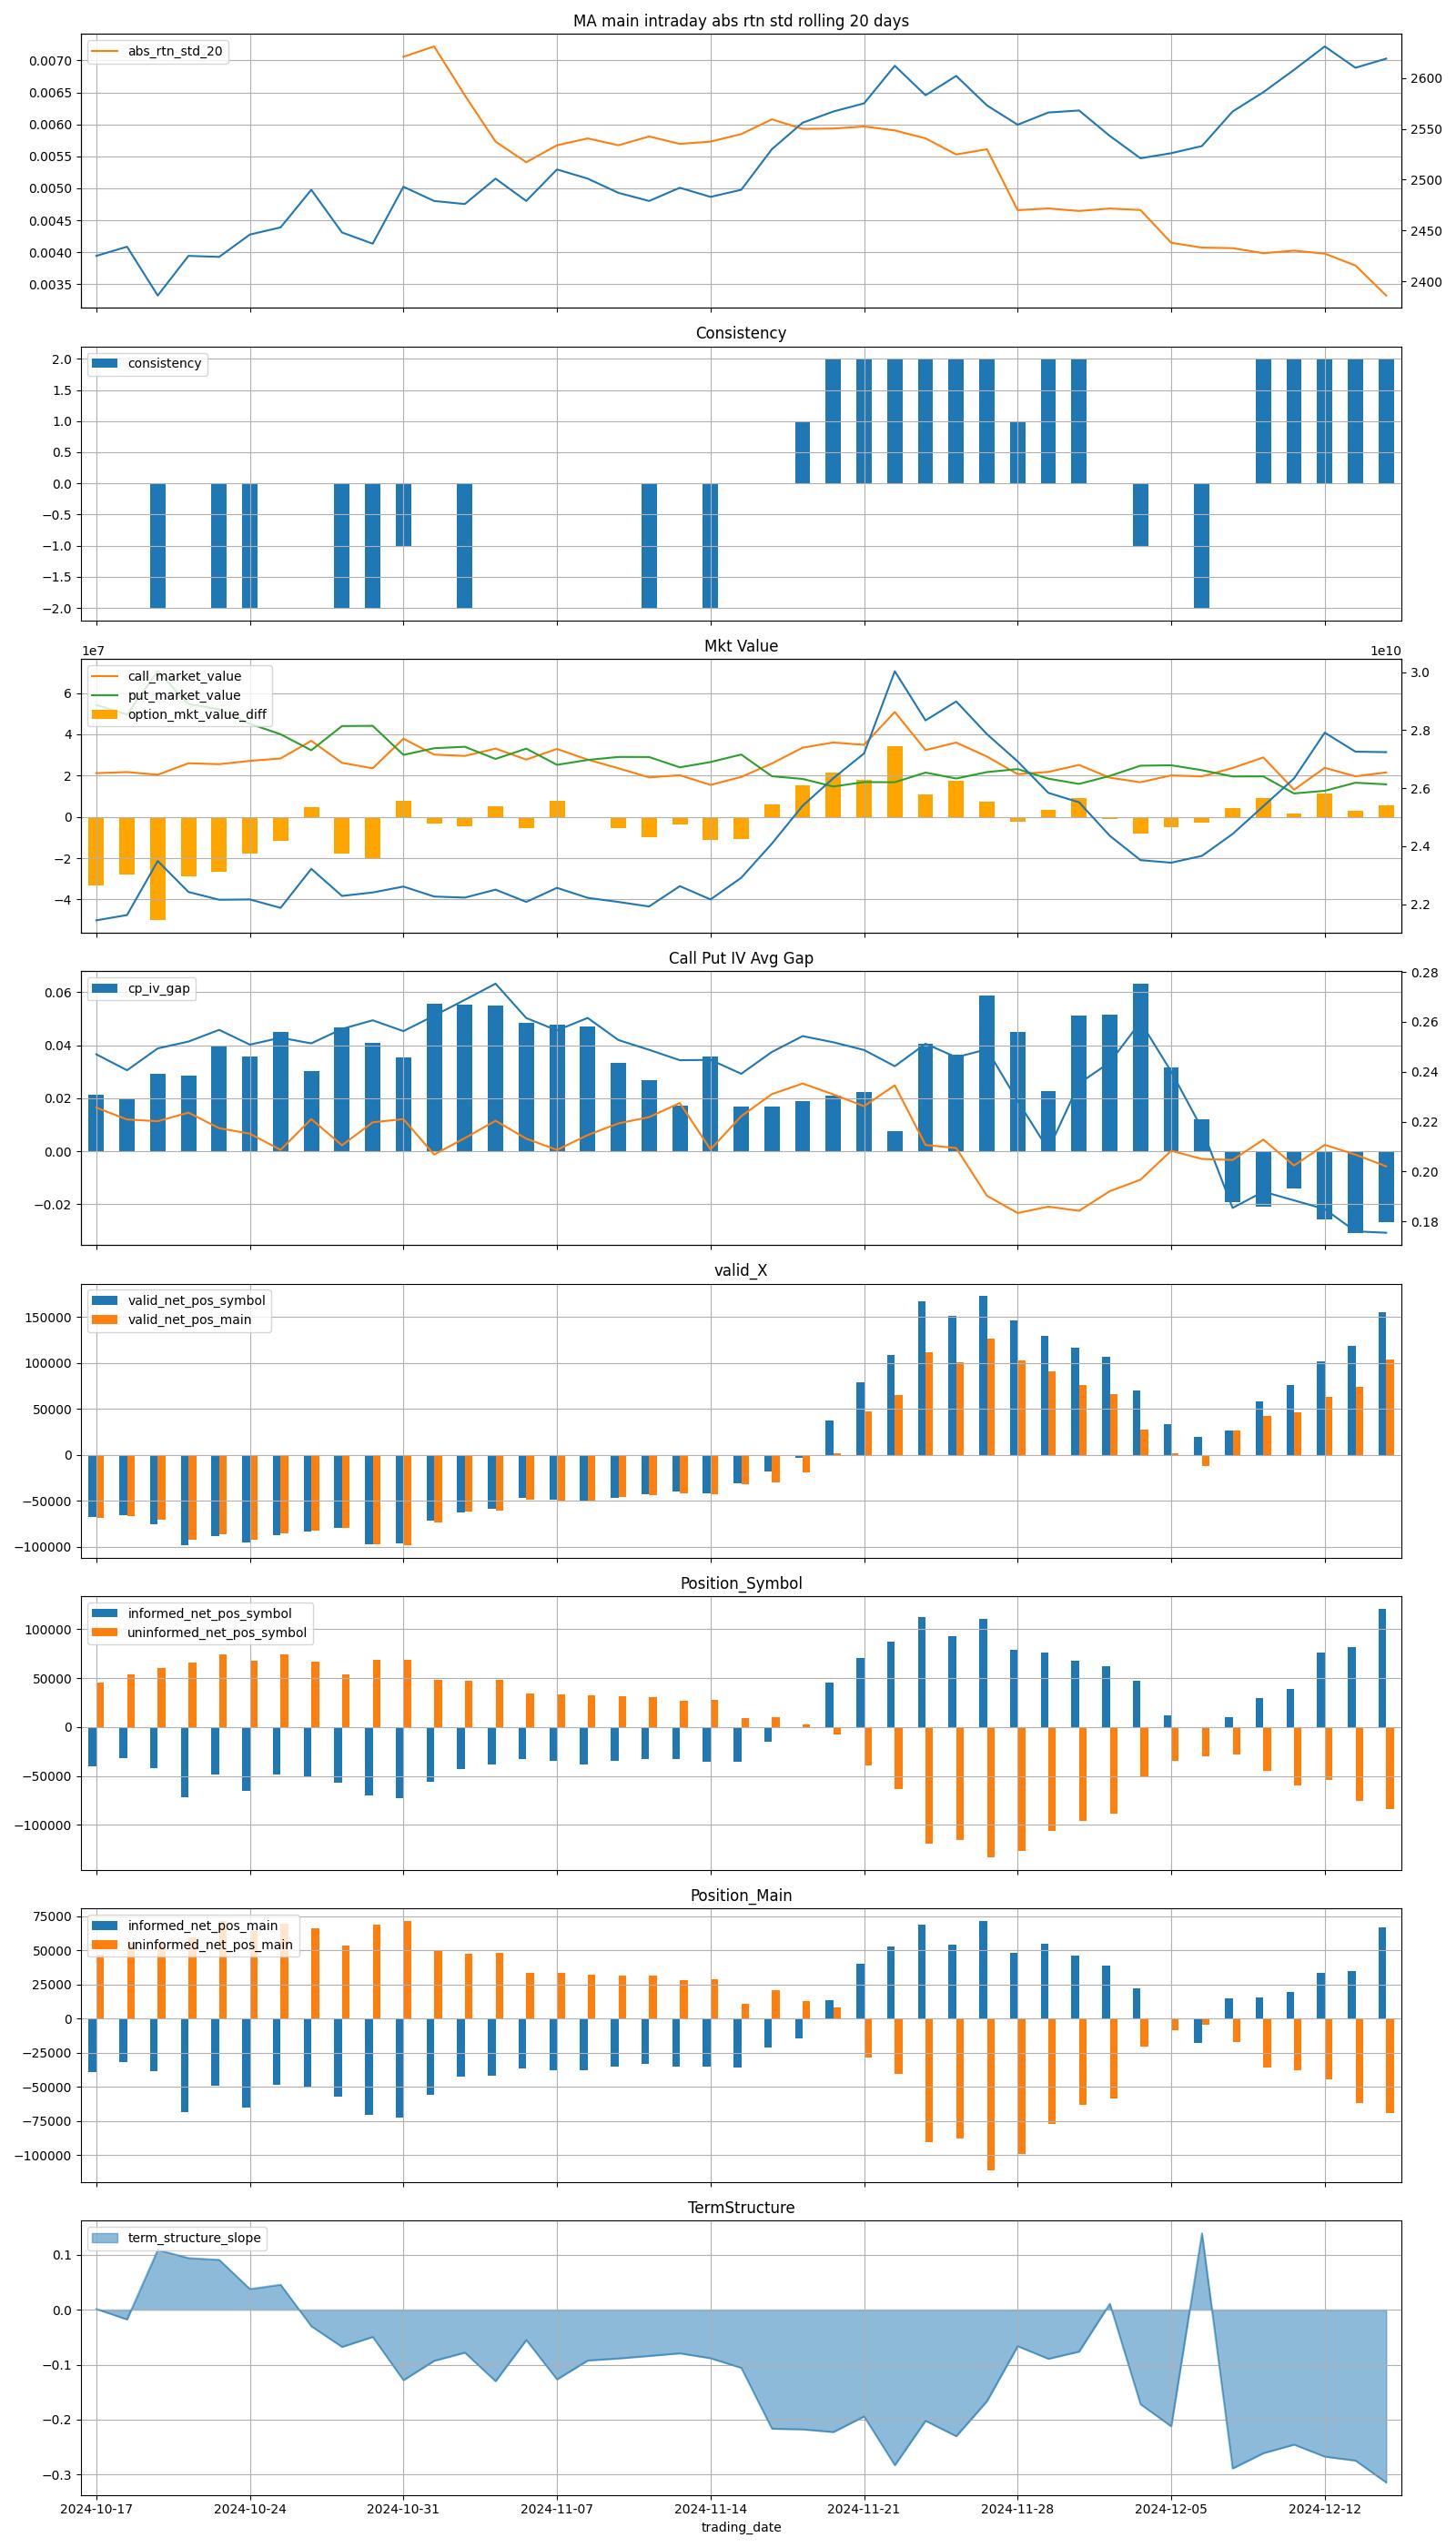 MA main intraday abs rtn std rolling 20 days
abs_rtn_std_20
0.0070
0.0065
0.0060
0.0055
0.0050
0.0045
0.0040
0.0035
2600
2550
2500
2450
2400
Consistency
consistency
2.0
1.5
1.0
0.5
0.0
−0.5
−1.0
−1.5
−2.0
Mkt Value
1e7
1e10
call_market_value
put_market_value
option_mkt_value_diff
6
4
2
0
−2
−4
3.0
2.8
2.6
2.4
2.2
Call Put IV Avg Gap
cp_iv_gap
0.06
0.04
0.02
0.00
−0.02
0.28
0.26
0.24
0.22
0.20
0.18
valid_X
valid_net_pos_symbol
valid_net_pos_main
150000
100000
50000
0
−50000
−100000
Position_Symbol
informed_net_pos_symbol
uninformed_net_pos_symbol
100000
50000
0
−50000
−100000
Position_Main
informed_net_pos_main
uninformed_net_pos_main
75000
50000
25000
0
−25000
−50000
−75000
−100000
TermStructure
term_structure_slope
0.1
0.0
−0.1
−0.2
−0.3
2024-10-17 2024-10-24 2024-10-31 2024-11-07 2024-11-14 2024-11-21 2024-11-28 2024-12-05 2024-12-12
trading_date